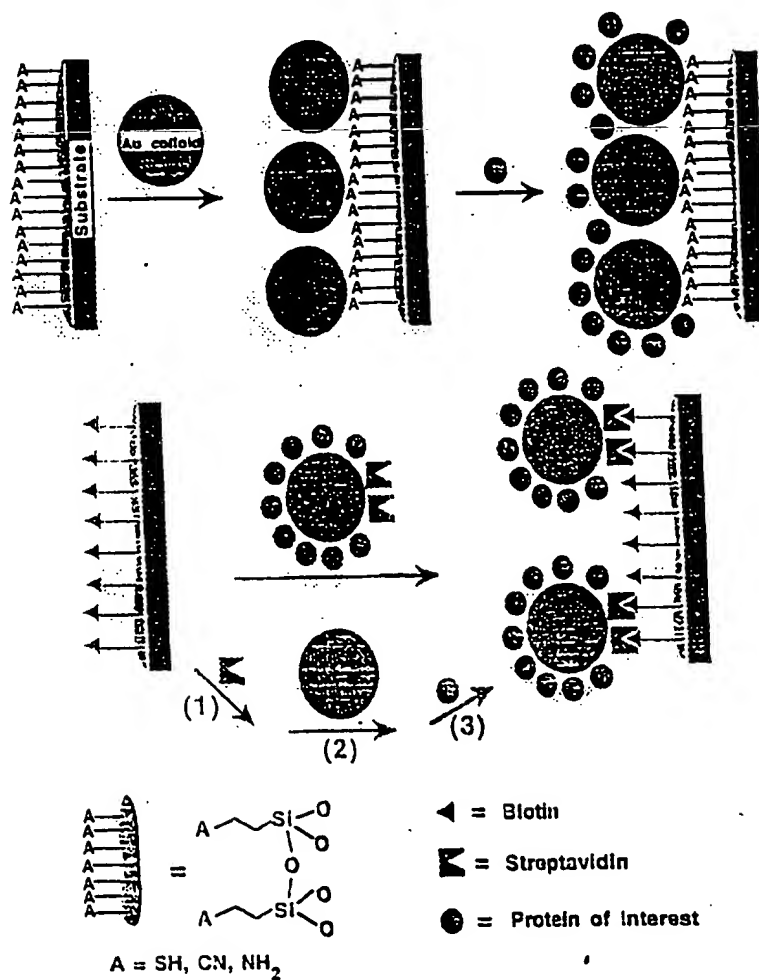 A A A A A A A A A A A A A A A A
Substrate
Au colloid
A A A A A A A A A A A A A A A A
A A A A A A A A A A A A A A A A
(1)
(2)
(3)
A A A A A A A
=
A Si O
O
O
A Si O
O
A = SH, CN, NH₂
= Biotin
= Streptavidin
= Protein of interest